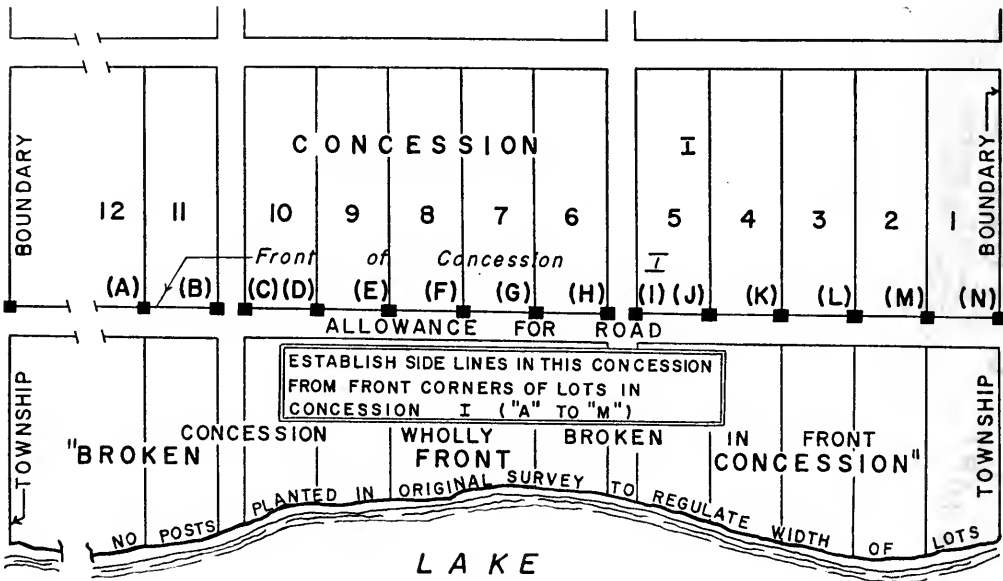 BOUNDARY
BOUNDARY
CONCESSION I
12 11 10 9 8 7 6 5 4 3 2 1
Front of Concession I
(A) (B) (C) (D) (E) (F) (G) (H) (I) (J) (K) (L) (M) (N)
ALLOWANCE FOR ROAD
ESTABLISH SIDE LINES IN THIS CONCESSION
FROM FRONT CORNERS OF LOTS IN
CONCESSION I ("A" TO "M")
TOWNSHIP
TOWNSHIP
CONCESSION WHOLLY BROKEN IN FRONT
"BROKEN FRONT CONCESSION"
NO POSTS PLANTED IN ORIGINAL SURVEY TO REGULATE WIDTH OF LOTS
LAKE